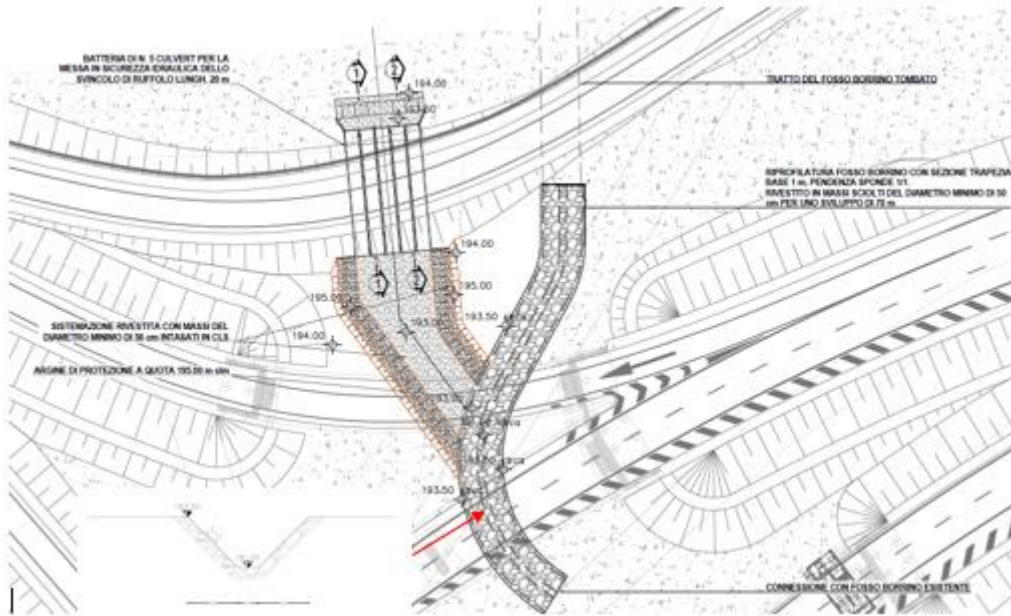 BATTERIA DI N. 5 CULVERT PER LA
MESSA IN SICUREZZA IDRAULICA DELLO
SVINCOLO DI RUFFOLO LUNGH. 20 m
1
2
194.00
193.50
TRATTO DEL FOSSO BORRINO TOMBATO
RIPROFILATURA FOSSO BORRINO CON SEZIONE TRAPEZIA
BASE 1 m, PENDENZA SPONDE 1/1
RIVESTITO IN MASSI SCIOLTI DEL DIAMETRO MINIMO DI 50
cm PER UNO SVILUPPO DI 70 m
194.00
1
195.00
195.00
193.50
SISTEMAZIONE RIVESTITA CON MASSI DEL
DIAMETRO MINIMO DI 50 cm INTASATI IN CLS
194.00
ARGINE DI PROTEZIONE A QUOTA 195.00 m slm
193.50
CONNESSIONE CON FOSSO BORRINO ESISTENTE